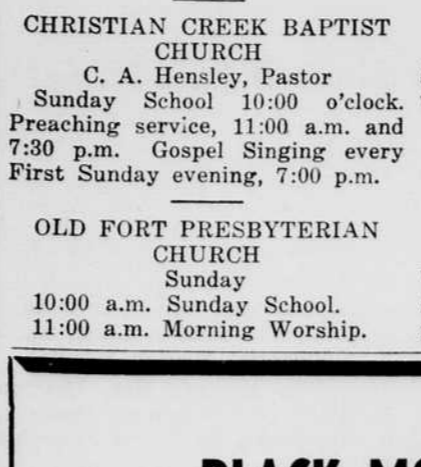 CHRISTIAN CREEK BAPTIST
CHURCH
C. A. Hensley, Pastor
Sunday School 10:00 o'clock.
Preaching service, 11:00 a.m. and
7:30 p.m. Gospel Singing every
First Sunday evening, 7:00 p.m.
OLD FORT PRESBYTERIAN
CHURCH
Sunday
10:00 a.m. Sunday School.
11:00 a.m. Morning Worship.